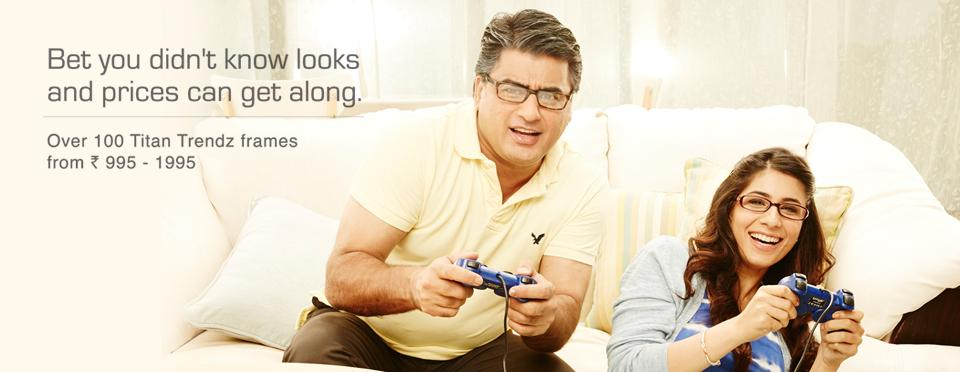 Bet you didn't know looks
and prices can get along.
Over 100 Titan Trendz frames
from ₹ 995 - 1995